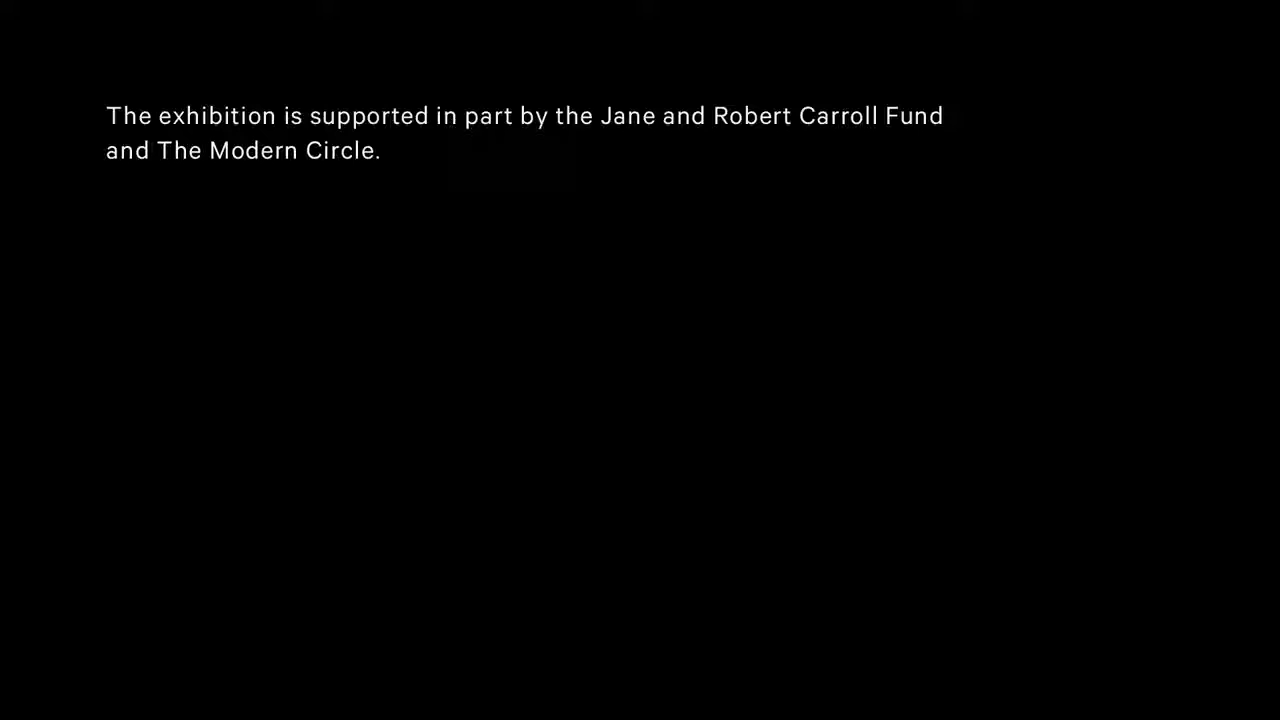 The exhibition is supported in part by the Jane and Robert Carroll Fund
and The Modern Circle.